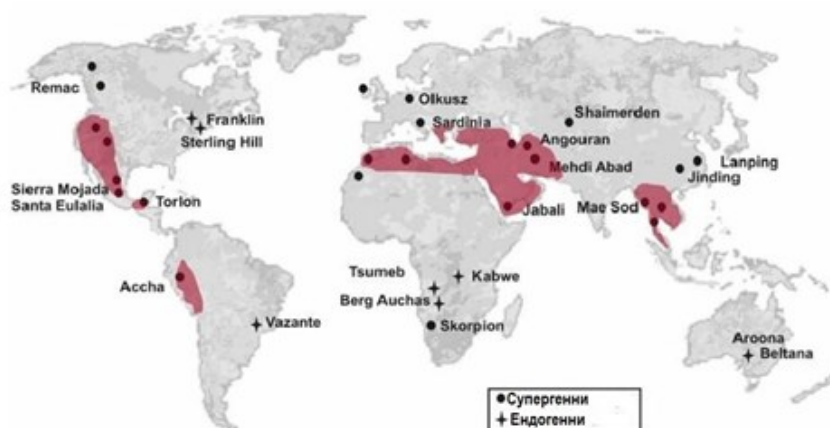 Remac
Franklin
Sterling Hill
Sierra Mojada
Santa Eulalia
Torlon
Accha
Vazante
Olkusz
Sardinia
Shaimerden
Angouran
Mehdi Abad
Lanping
Jinding
Jabali
Mae Sod
Tsumeb
Kabwe
Berg Auchas
Skorpion
Aroona
Beltana
Супергенни
Ендогенни